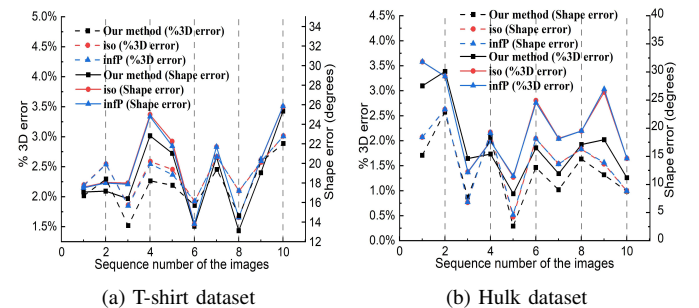 5.0%
4.5%
4.0%
3.5%
3.0%
2.5%
2.0%
1.5%
% 3D error
34
32
30
28
26
24
22
20
18
16
14
12
Shape error (degrees)
Our method (%3D error)
iso (%3D error)
infP (%3D error)
Our method (Shape error)
iso (Shape error)
infP (Shape error)
0 2 4 6 8 10
Sequence number of the images
(a) T-shirt dataset
4.5%
4.0%
3.5%
3.0%
2.5%
2.0%
1.5%
1.0%
0.5%
0.0%
% 3D error
40
35
30
25
20
15
10
5
0
Shape error (degrees)
Our method (Shape error)
iso (Shape error)
infP (Shape error)
Our method (%3D error)
iso (%3D error)
infP (%3D error)
0 2 4 6 8 10
Sequence number of the images
(b) Hulk dataset